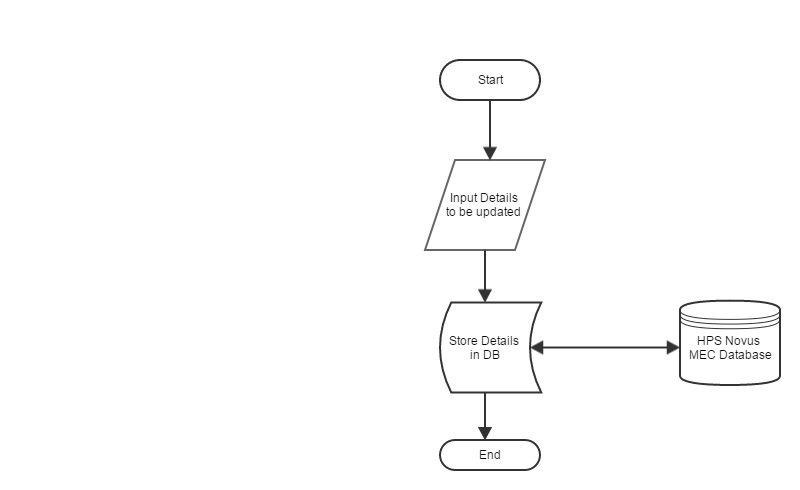 Start
Input Details
to be updated
Store Details
in DB
HPS Novus
MEC Database
End